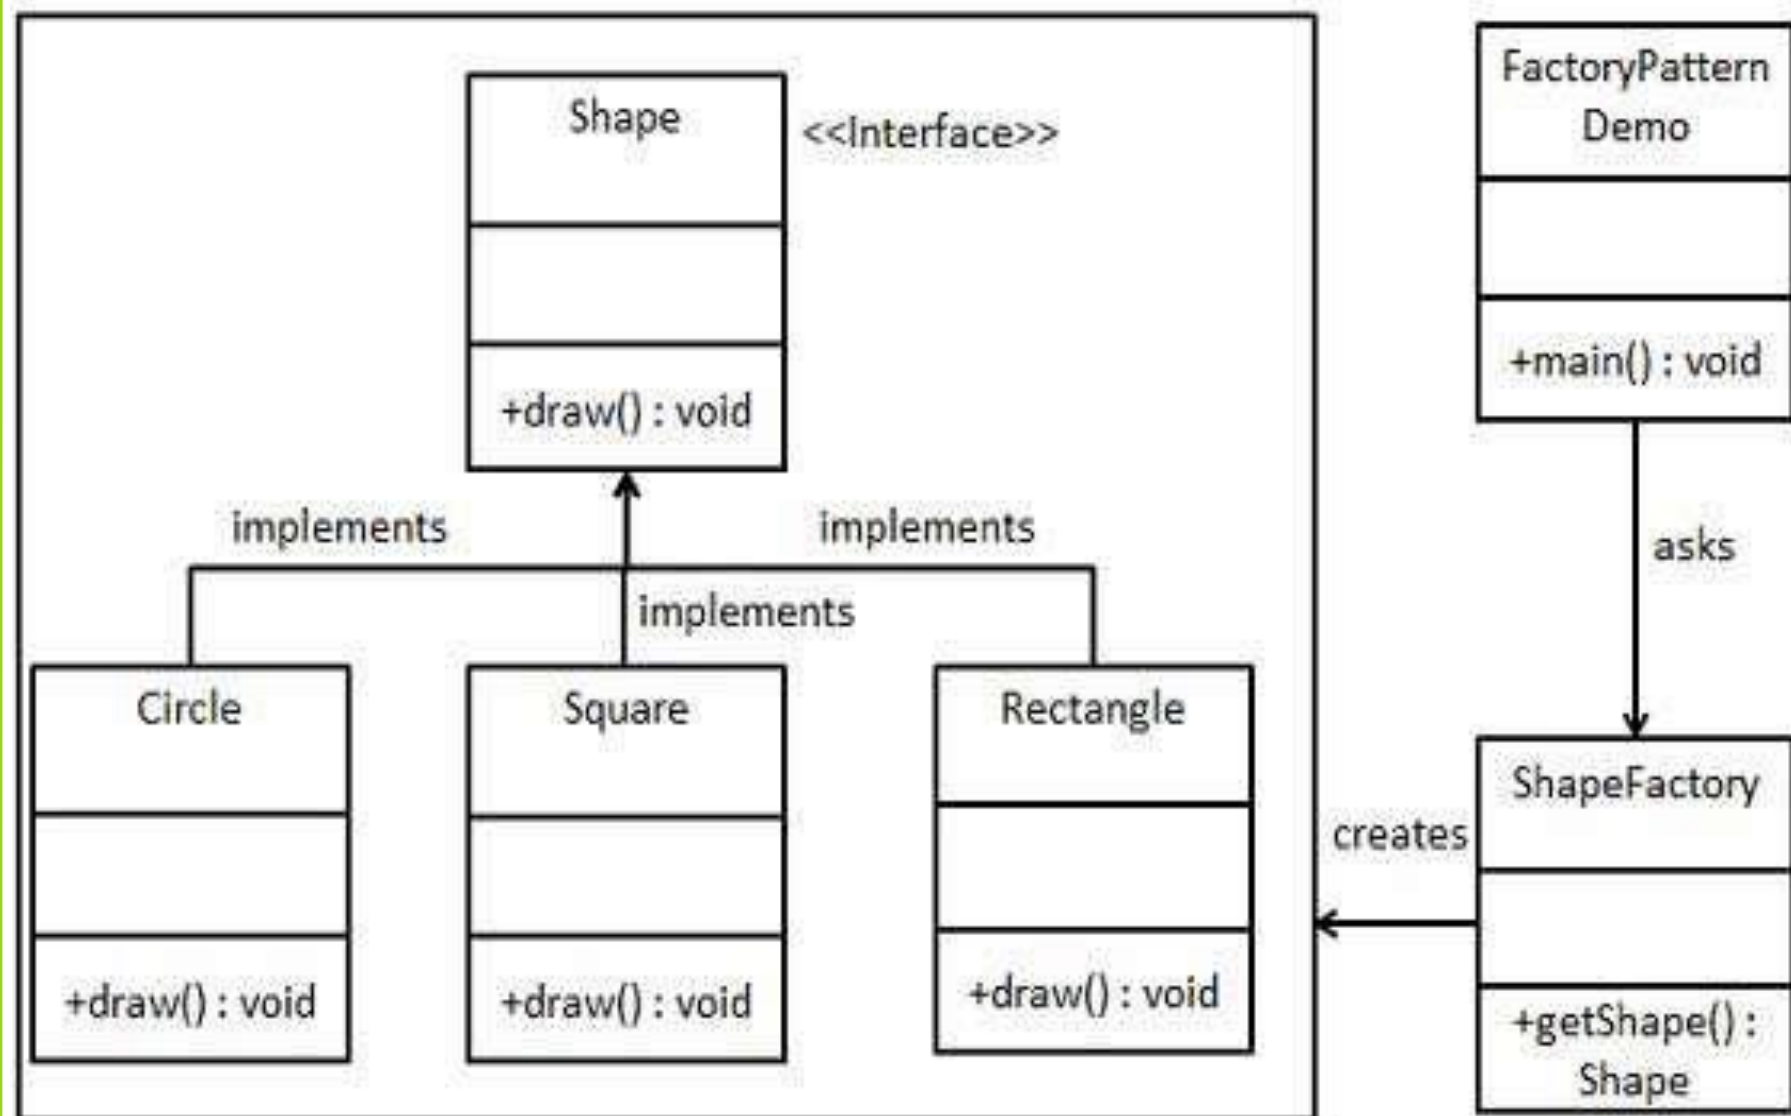 Shape
<<Interface>>
+draw() : void
implements
implements
implements
Circle
+draw() : void
Square
+draw() : void
Rectangle
+draw() : void
FactoryPattern
Demo
+main() : void
asks
ShapeFactory
+getShape() :
Shape
creates